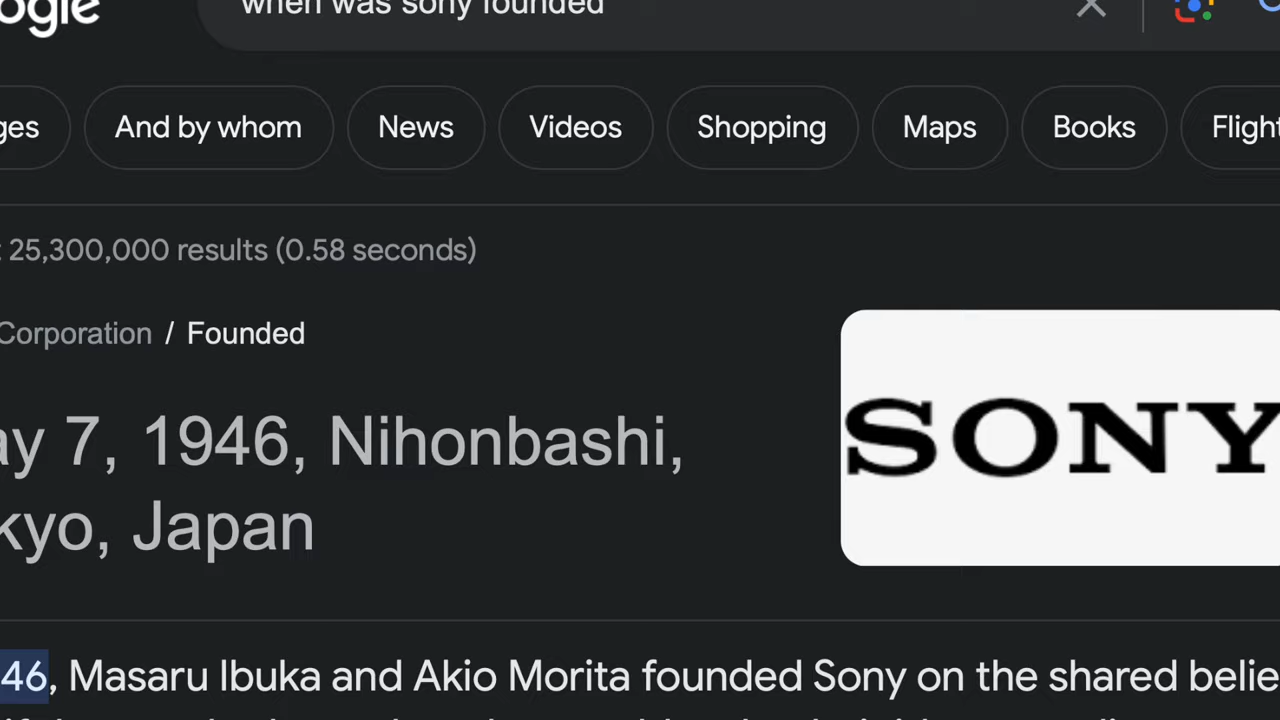 ogle when was sony founded
ges And by whom News Videos Shopping Maps Books Flight
: 25,300,000 results (0.58 seconds)
Corporation / Founded
ay 7, 1946, Nihonbashi,
kyo, Japan
SONY
46, Masaru Ibuka and Akio Morita founded Sony on the shared belie